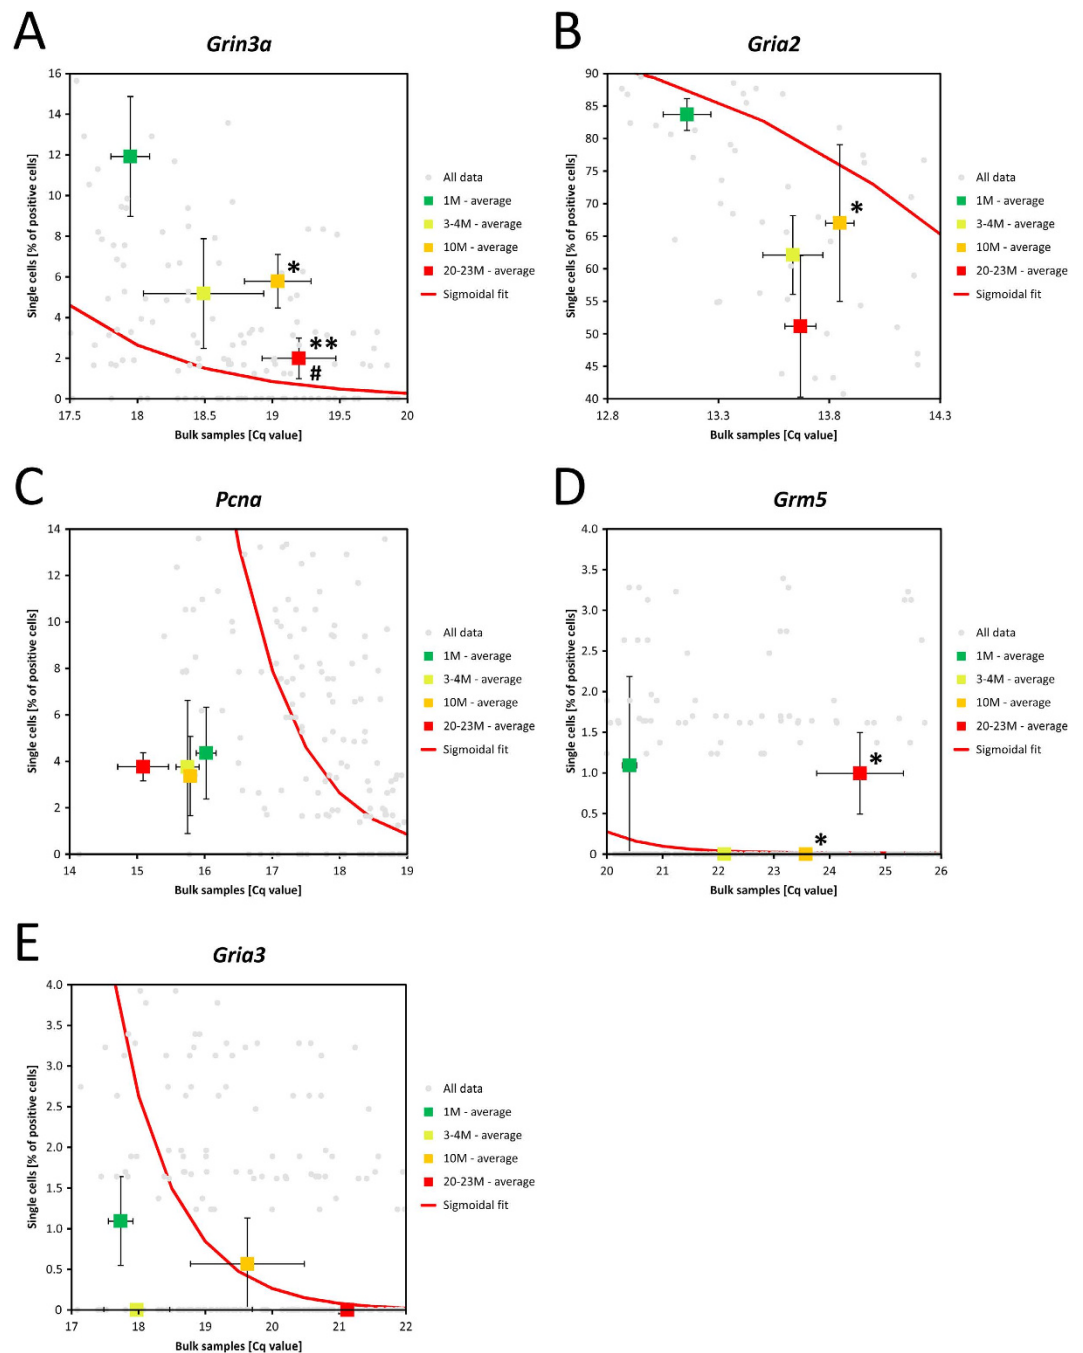 A
Grin3a
16
14
12
10
8
6
4
2
0
17.5 18 18.5 19 19.5 20
Single cells [% of positive cells]
Bulk samples [Cq value]
*
**
#
All data
1M - average
3-4M - average
10M - average
20-23M - average
Sigmoidal fit
B
Gria2
90
85
80
75
70
65
60
55
50
45
40
12.8 13.3 13.8 14.3
Single cells [% of positive cells]
Bulk samples [Cq value]
*
All data
1M - average
3-4M - average
10M - average
20-23M - average
Sigmoidal fit
C
Pcna
14
12
10
8
6
4
2
0
14 15 16 17 18 19
Single cells [% of positive cells]
Bulk samples [Cq value]
All data
1M - average
3-4M - average
10M - average
20-23M - average
Sigmoidal fit
D
Grm5
4.0
3.5
3.0
2.5
2.0
1.5
1.0
0.5
0
20 21 22 23 24 25 26
Single cells [% of positive cells]
Bulk samples [Cq value]
*
*
All data
1M - average
3-4M - average
10M - average
20-23M - average
Sigmoidal fit
E
Gria3
4.0
3.5
3.0
2.5
2.0
1.5
1.0
0.5
0
17 18 19 20 21 22
Single cells [% of positive cells]
Bulk samples [Cq value]
All data
1M - average
3-4M - average
10M - average
20-23M - average
Sigmoidal fit